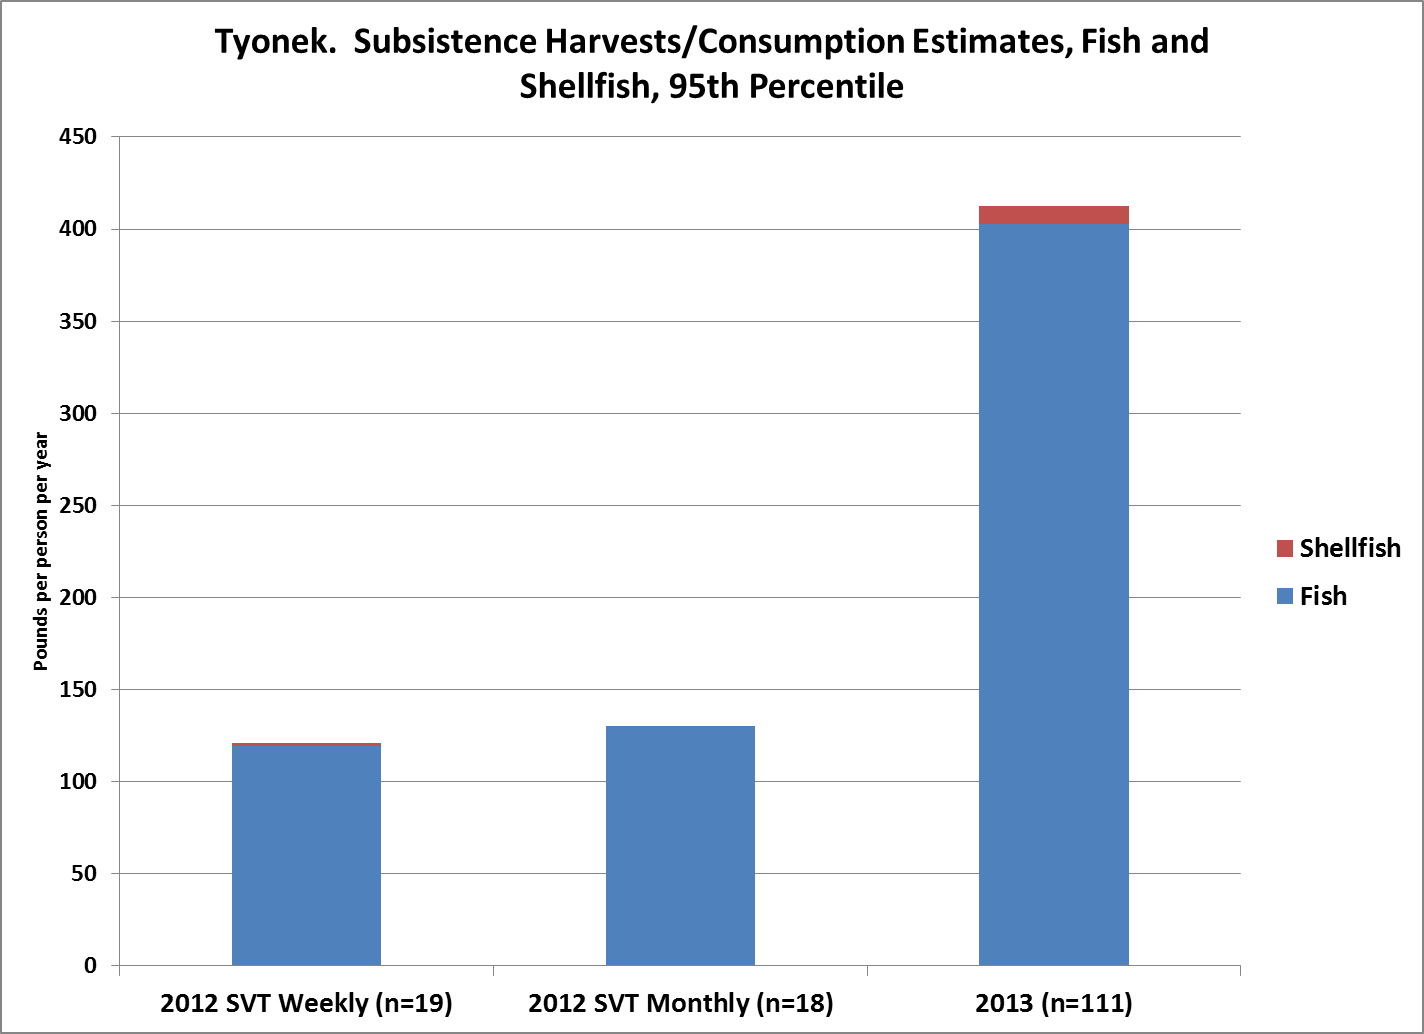 Tyonek.  Subsistence Harvests/Consumption Estimates, Fish and
Shellfish, 95th Percentile
450
400
350
300
250
200
150
100
50
0
Pounds per person per year
2012 SVT Weekly (n=19)
2012 SVT Monthly (n=18)
2013 (n=111)
Shellfish
Fish